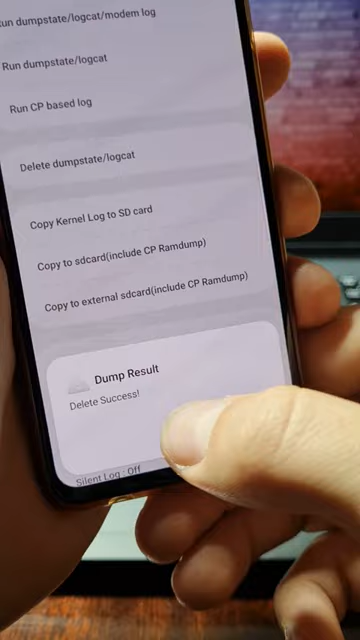 Run dumpstate/logcat/modem log
Run dumpstate/logcat
Run CP based log
Delete dumpstate/logcat
Copy Kernel Log to SD card
Copy to sdcard(include CP Ramdump)
Copy to external sdcard(include CP Ramdump)
Dump Result
Delete Success!
Silent Log : Off